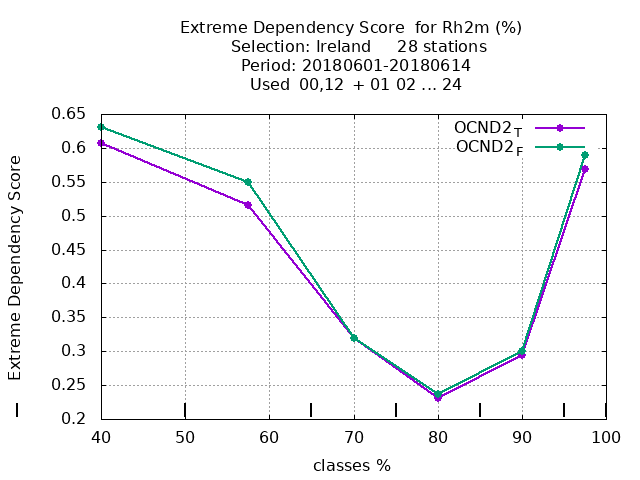 Extreme Dependency Score  for Rh2m (%)
Selection: Ireland     28 stations
Period: 20180601-20180614
Used  00,12  + 01 02 ... 24
Extreme Dependency Score
0.65
0.6
0.55
0.5
0.45
0.4
0.35
0.3
0.25
0.2
OCND2T
OCND2F
40 50 60 70 80 90 100
classes %